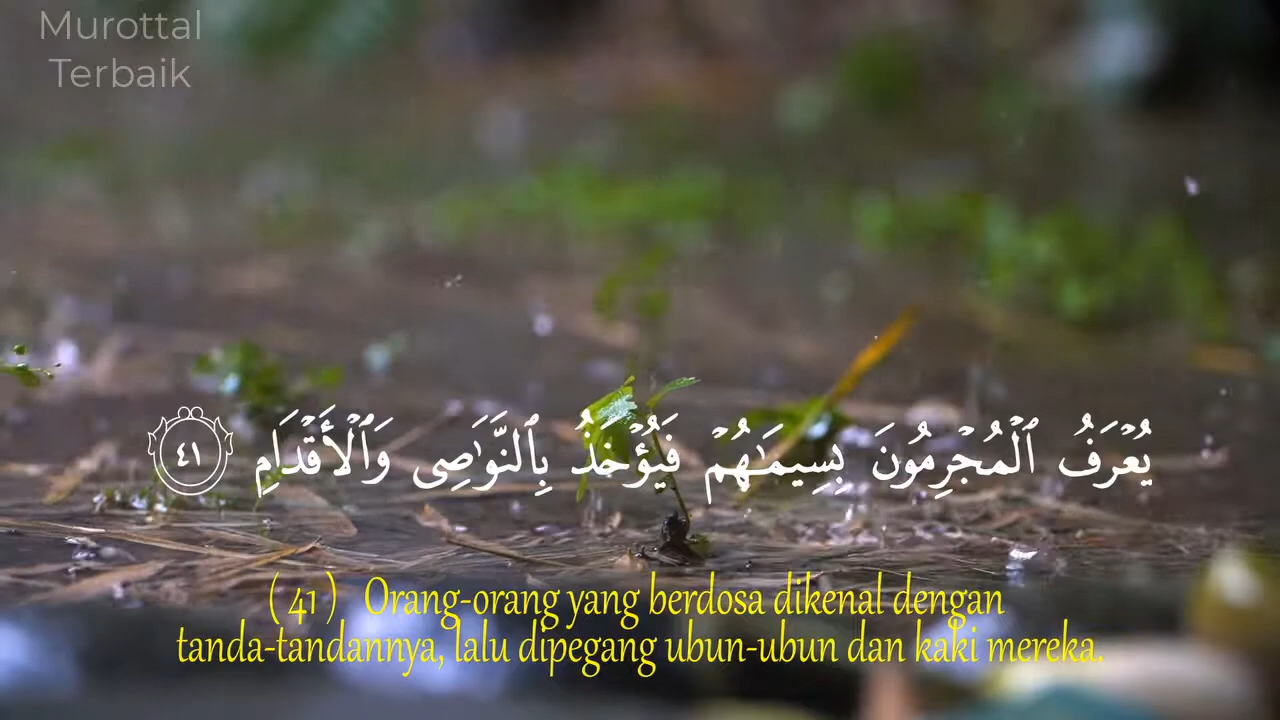 Murottal
Terbaik
يُعْرَفُ ٱلْمُجْرِمُونَ بِسِيمَـٰهُمْ فَيُؤْخَذُ بِٱلنَّوَٰصِى وَٱلْأَقْدَامِ ٤١
( 41 ) Orang-orang yang berdosa dikenal dengan
tanda-tandannya, lalu dipegang ubun-ubun dan kaki mereka.